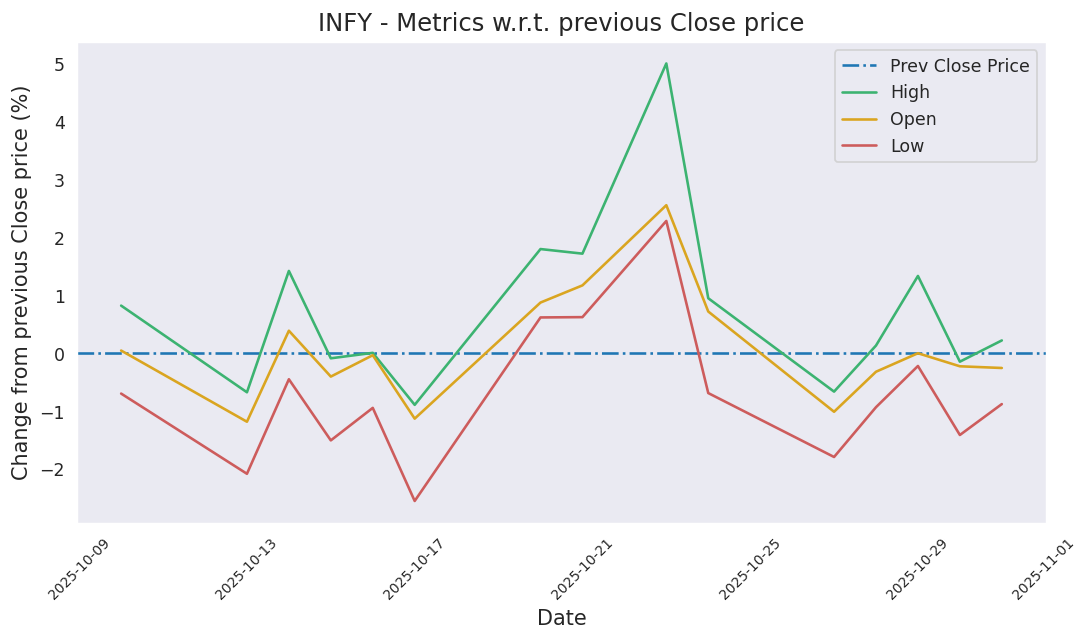 INFY - Metrics w.r.t. previous Close price
Change from previous Close price (%)
5
4
3
2
1
0
−1
−2
Prev Close Price
High
Open
Low
2025-10-09
2025-10-13
2025-10-17
2025-10-21
2025-10-25
2025-10-29
2025-11-01
Date